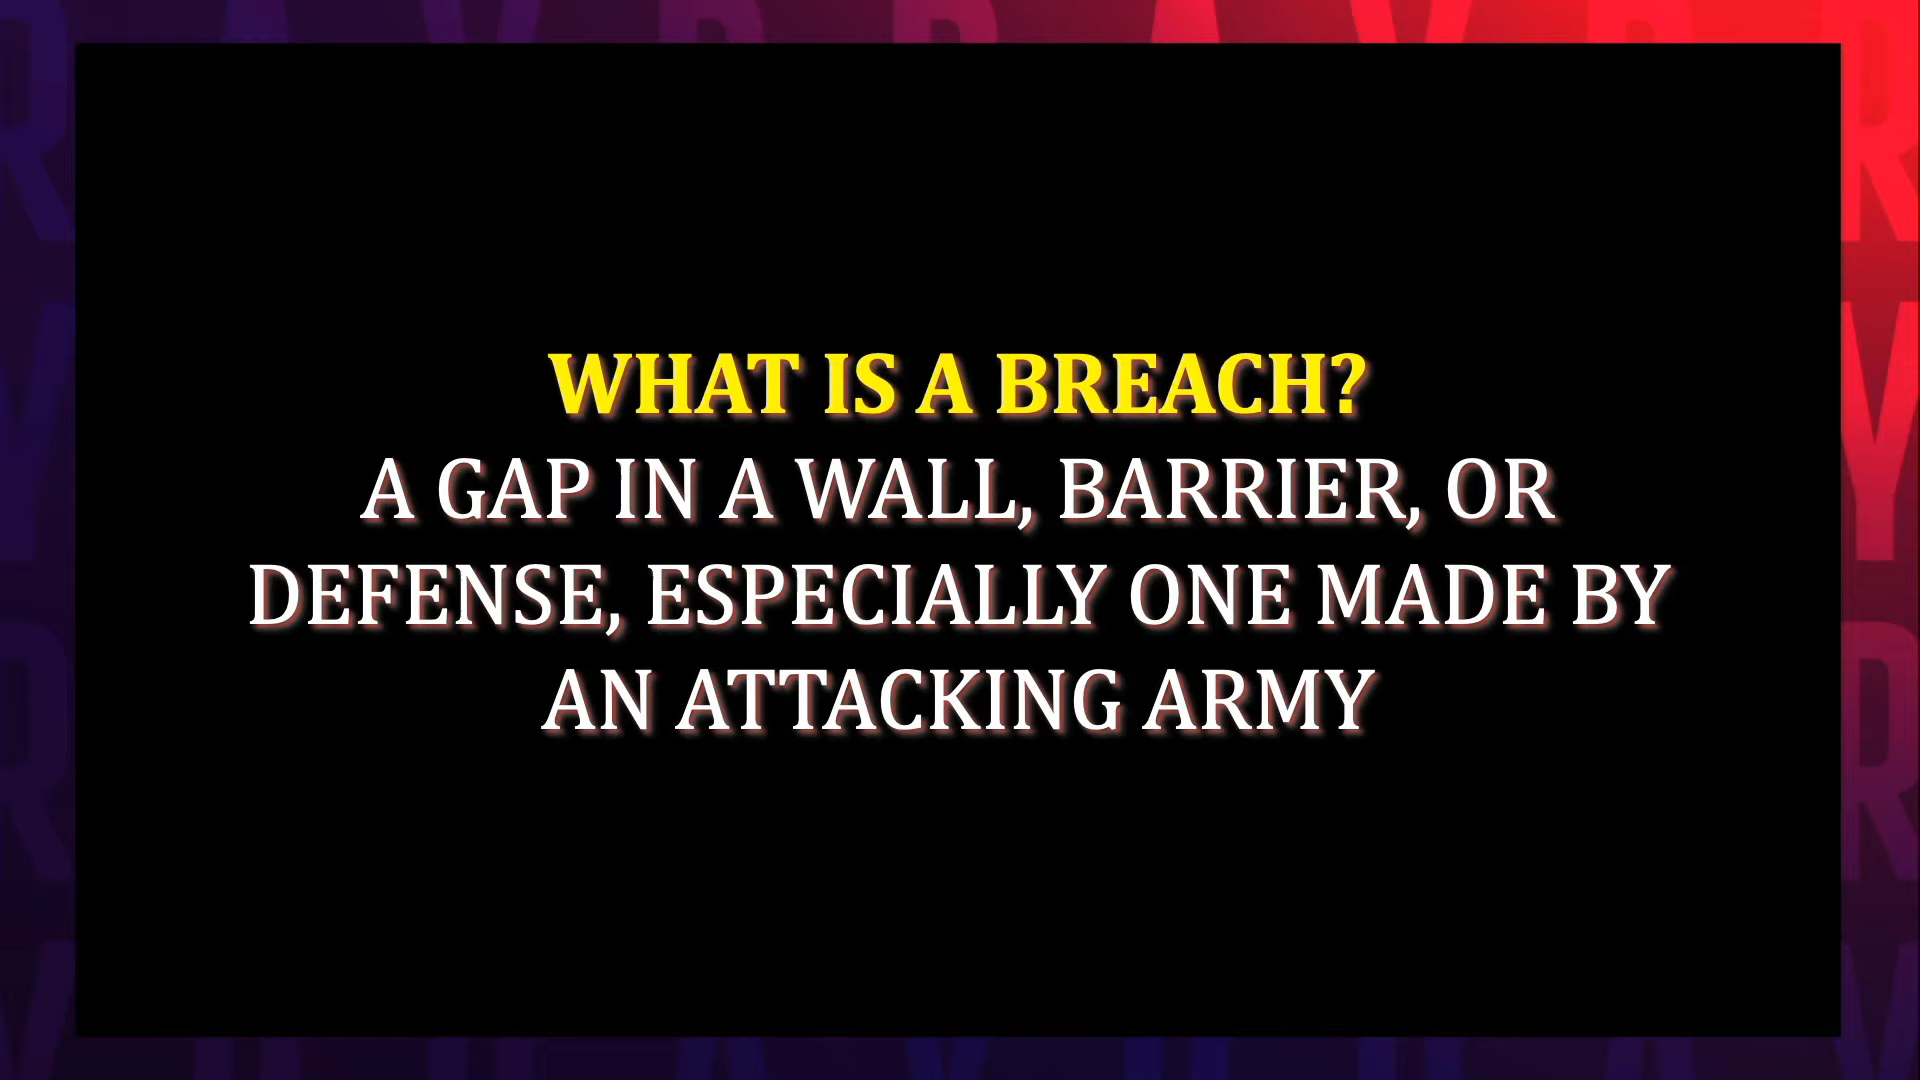 WHAT IS A BREACH?
A GAP IN A WALL, BARRIER, OR
DEFENSE, ESPECIALLY ONE MADE BY
AN ATTACKING ARMY